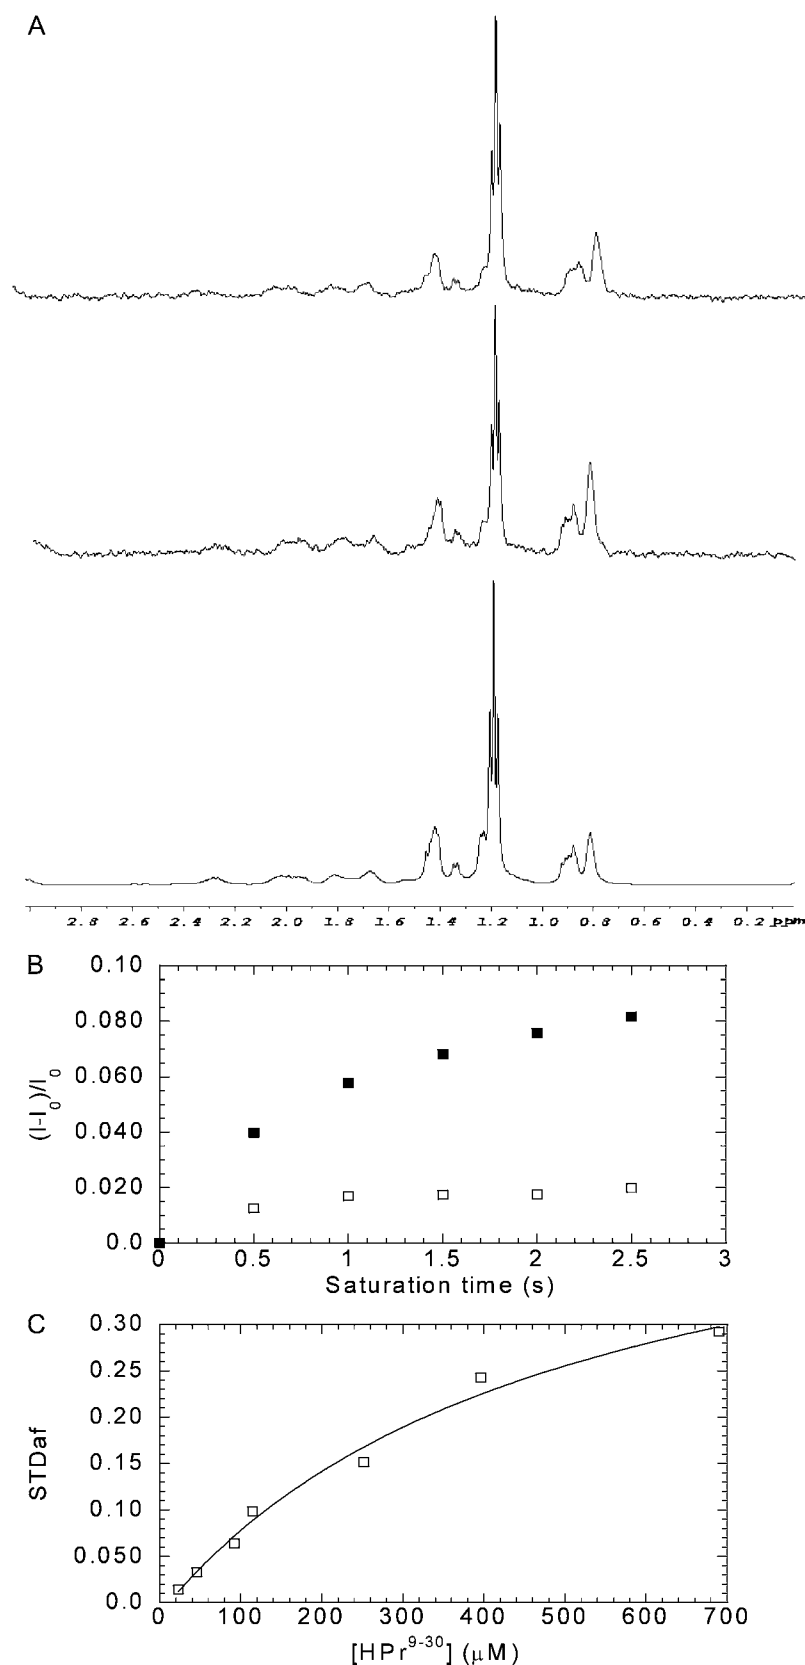 A
2.8 2.6 2.4 2.2 2.0 1.8 1.6 1.4 1.2 1.0 0.8 0.6 0.4 0.2 ppm
B
(I-I0)/I0
0.10
0.080
0.060
0.040
0.020
0.0
0 0.5 1 1.5 2 2.5 3
Saturation time (s)
C
STDaf
0.30
0.25
0.20
0.15
0.10
0.050
0.0
0 100 200 300 400 500 600 700
[HPr9-30] (μM)